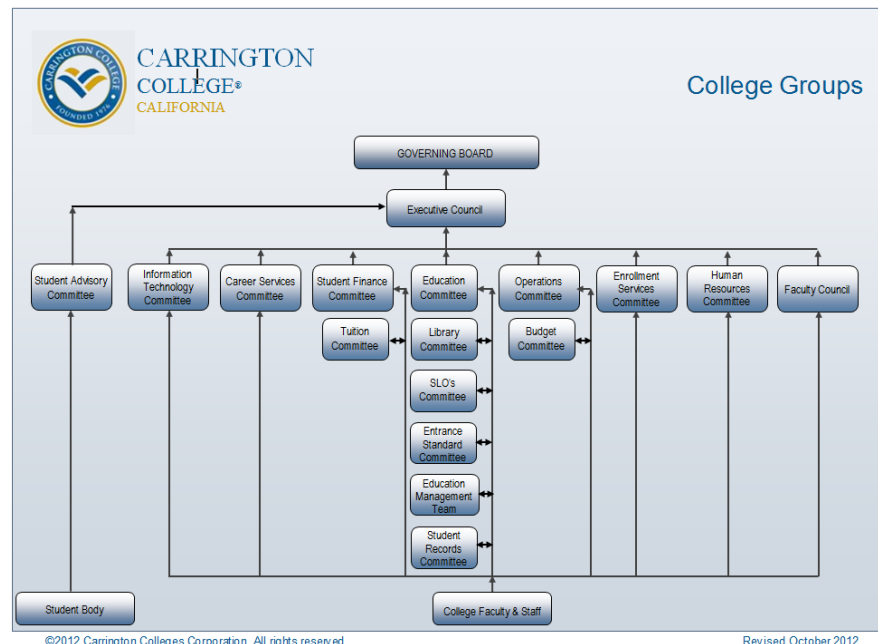 CARRINGTON COLLEGE
FOUNDED 1976
CARRINGTON
COLLEGE®
CALIFORNIA
College Groups
GOVERNING BOARD
Executive Council
Student Advisory
Committee
Information
Technology
Committee
Career Services
Committee
Student Finance
Committee
Education
Committee
Operations
Committee
Enrollment
Services
Committee
Human
Resources
Committee
Faculty Council
Tuition
Committee
Library
Committee
Budget
Committee
SLO's
Committee
Entrance
Standard
Committee
Education
Management
Team
Student
Records
Committee
Student Body
College Faculty & Staff
©2012 Carrington Colleges Corporation. All rights reserved
Revised October 2012